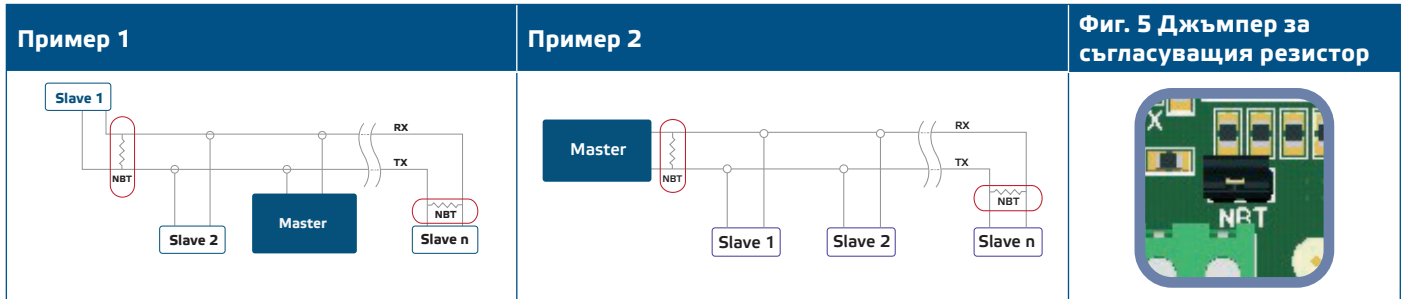 Пример 1
Пример 2
Фиг. 5 Джъмпер за
съгласуващия резистор
Slave 1
RX
TX
NBT
NBT
Slave 2
Master
Slave n
Master
RX
TX
NBT
NBT
Slave 1
Slave 2
Slave n
X
NBT